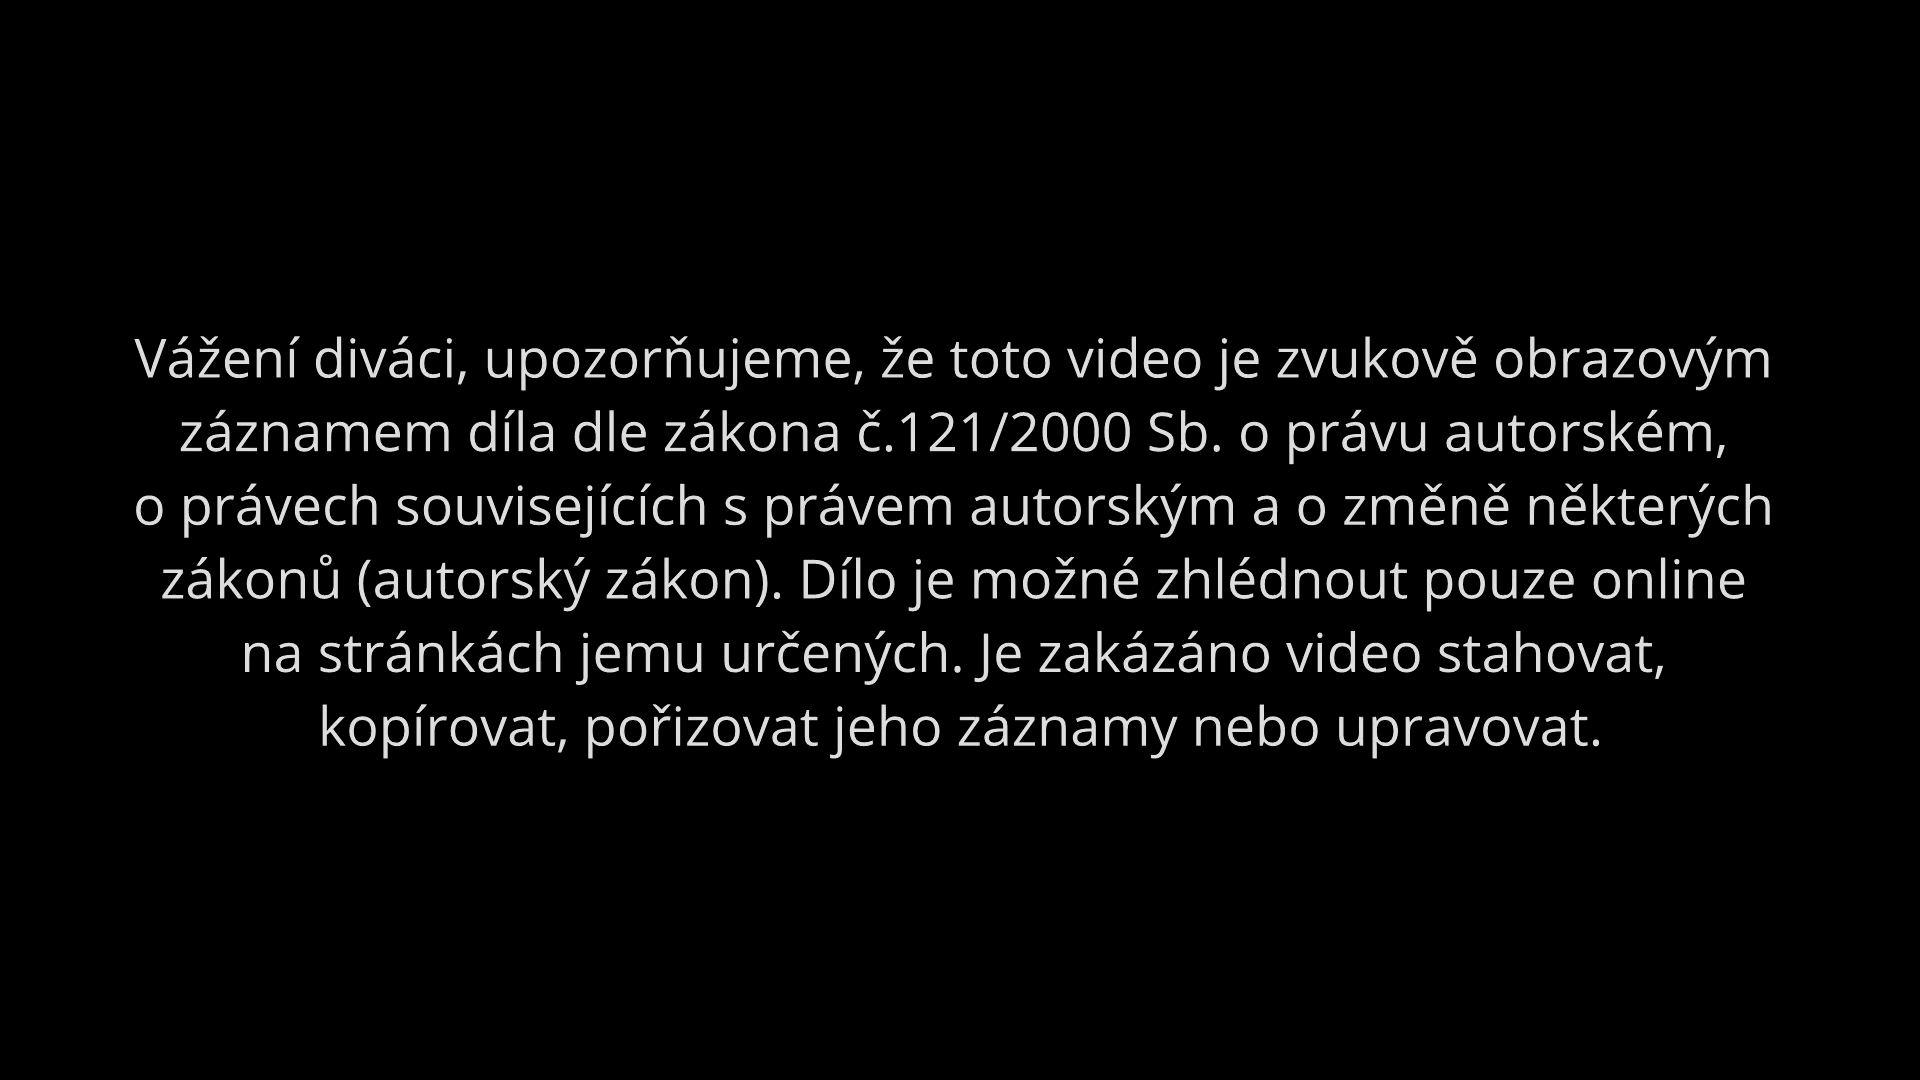 Vážení diváci, upozorňujeme, že toto video je zvukově obrazovým
záznamem díla dle zákona č.121/2000 Sb. o právu autorském,
o právech souvisejících s právem autorským a o změně některých
zákonů (autorský zákon). Dílo je možné zhlédnout pouze online
na stránkách jemu určených. Je zakázáno video stahovat,
kopírovat, pořizovat jeho záznamy nebo upravovat.